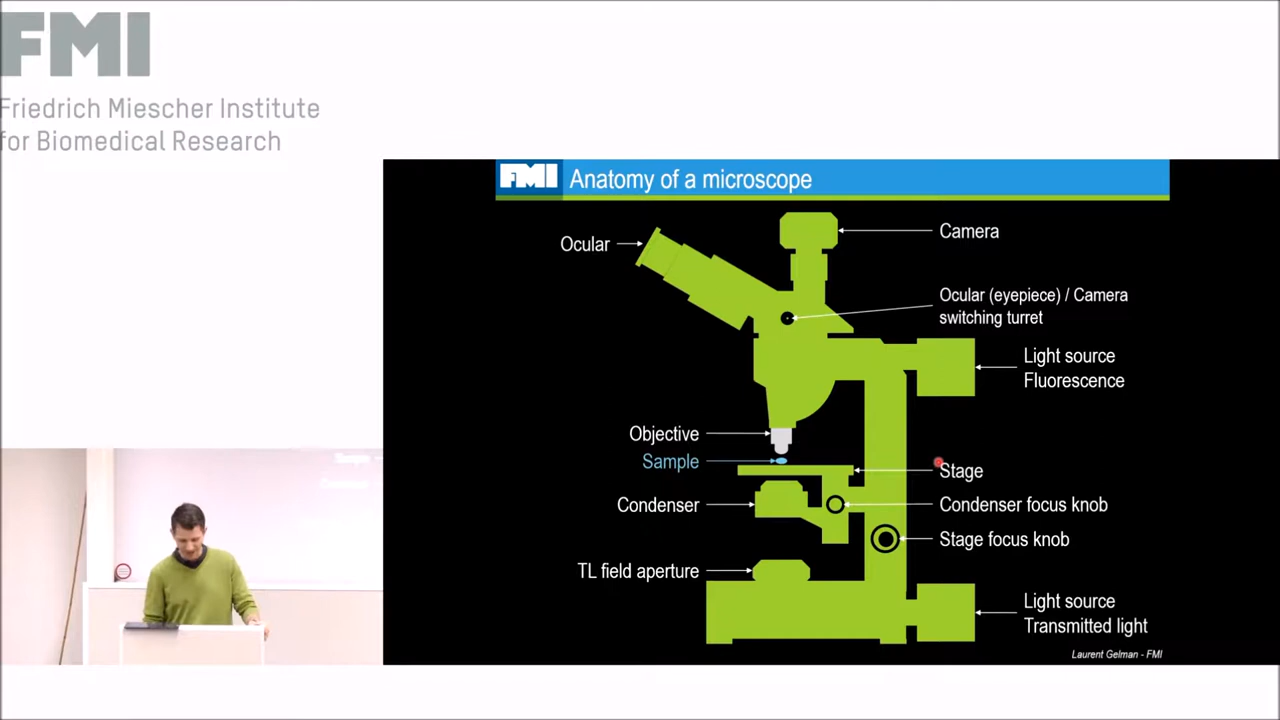 FMI
Friedrich Miescher Institute
for Biomedical Research
FMI Anatomy of a microscope
Ocular
Camera
Ocular (eyepiece) / Camera
switching turret
Light source
Fluorescence
Objective
Sample
Stage
Condenser
Condenser focus knob
Stage focus knob
TL field aperture
Light source
Transmitted light
Laurent Gelman - FMI